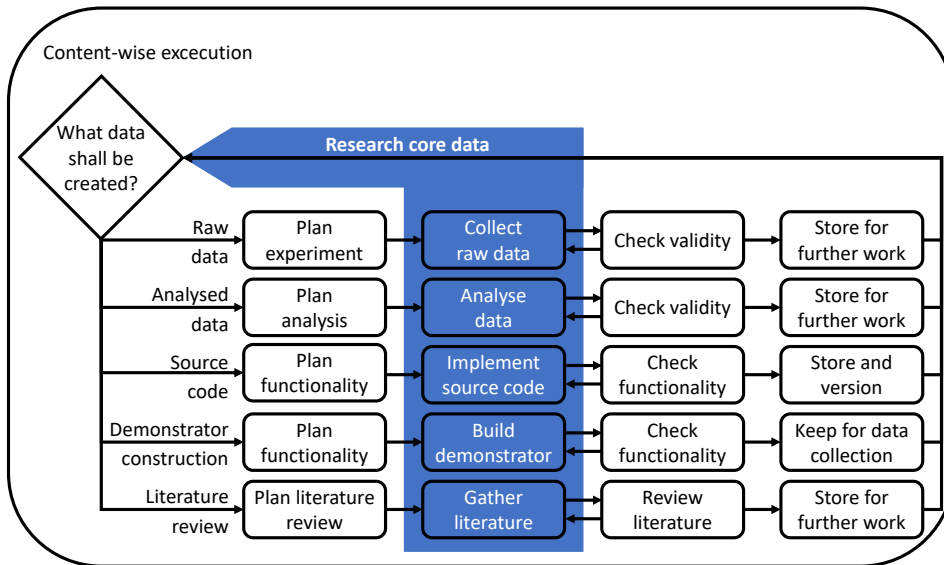 Content-wise excecution
What data
shall be
created?
Research core data
Raw
data
Plan
experiment
Collect
raw data
Check validity
Store for
further work
Analysed
data
Plan
analysis
Analyse
data
Check validity
Store for
further work
Source
code
Plan
functionality
Implement
source code
Check
functionality
Store and
version
Demonstrator
construction
Plan
functionality
Build
demonstrator
Check
functionality
Keep for data
collection
Literature
review
Plan literature
review
Gather
literature
Review
literature
Store for
further work